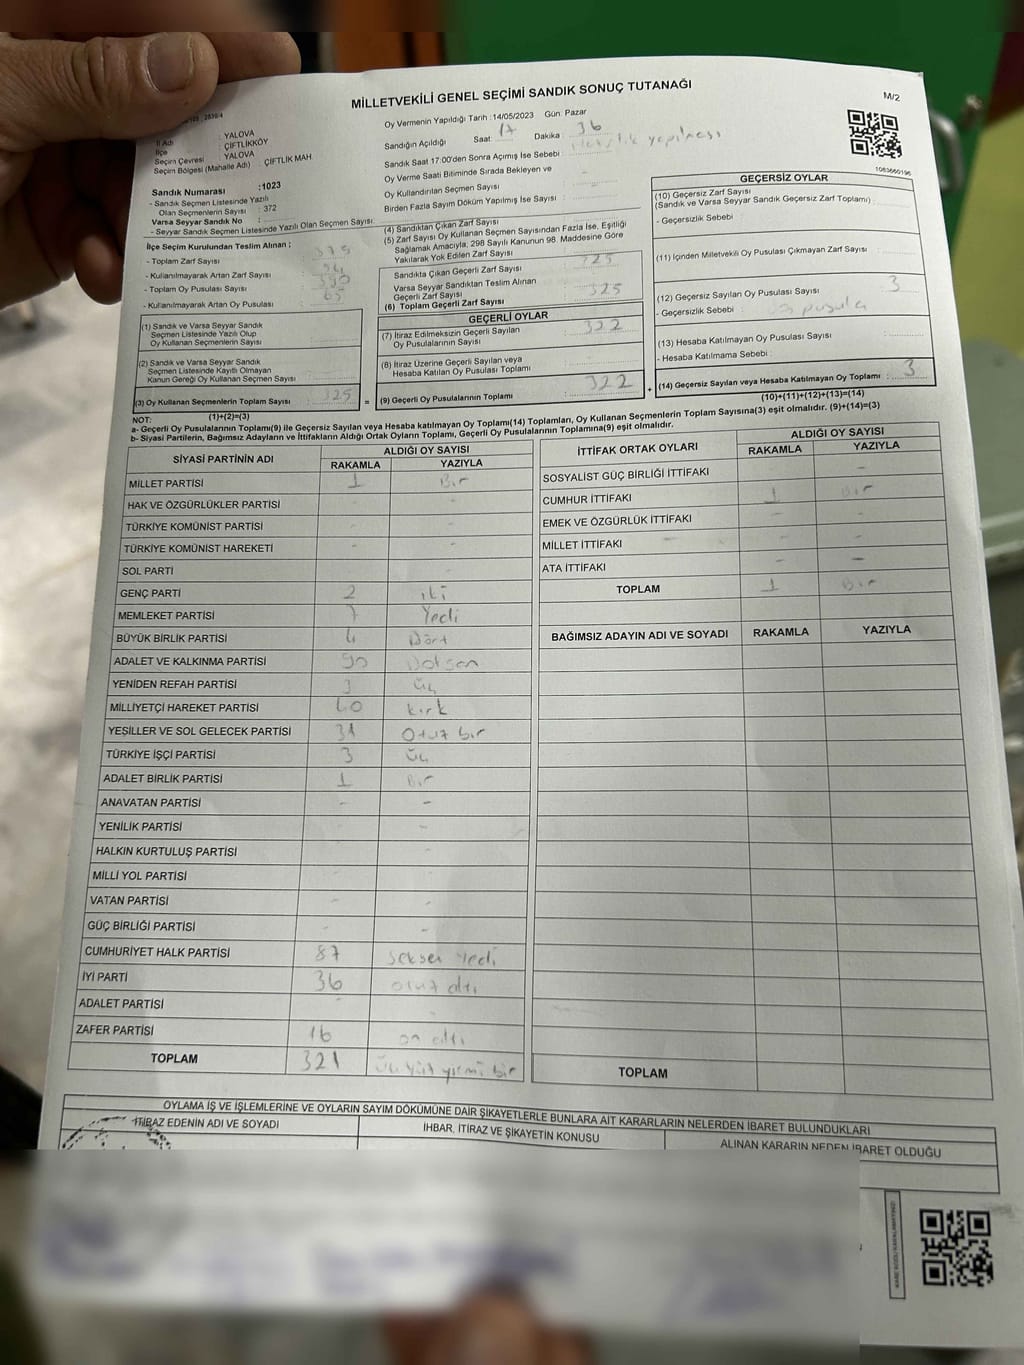 MİLLETVEKİLİ GENEL SEÇİMİ SANDIK SONUÇ TUTANAĞI
M/2
İl Adı : YALOVA
İlçe : ÇİFTLİKKÖY
Seçim Çevresi : YALOVA
Seçim Bölgesi (Mahalle Adı) : ÇİFTLİK MAH
Sandık Numarası :1023
- Sandık Seçmen Listesinde Yazılı
Olan Seçmenlerin Sayısı : 372
Varsa Seyyar Sandık No :
- Seyyar Sandık Seçmen Listesinde Yazılı Olan Seçmen Sayısı:
Oy Vermenin Yapıldığı Tarih :14/05/2023 Gün: Pazar
Sandığın Açıldığı Saat: 17 Dakika : 36
Sandık Saat 17:00'den Sonra Açımış İse Sebebi : yapılması
Oy Verme Saati Bitiminde Sırada Bekleyen ve
Oy Kullandırılan Seçmen Sayısı : -
Birden Fazla Sayım Döküm Yapılmış İse Sayısı :
1083660196
İlçe Seçim Kurulundan Teslim Alınan ;
- Toplam Zarf Sayısı : 375
- Kullanılmayarak Artan Zarf Sayısı
- Toplam Oy Pusulası Sayısı : 390
- Kullanılmayarak Artan Oy Pusulası : 65
(1) Sandık ve Varsa Seyyar Sandık
Seçmen Listesinde Yazılı Olup
Oy Kullanan Seçmenlerin Sayısı :
(2) Sandık ve Varsa Seyyar Sandık
Seçmen Listesinde Kayıtlı Olmayan
Kanun Gereği Oy Kullanan Seçmen Sayısı
(3) Oy Kullanan Seçmenlerin Toplam Sayısı : 325 =
(1)+(2)=(3)
(4) Sandıktan Çıkan Zarf Sayısı
(5) Zarf Sayısı Oy Kullanan Seçmen Sayısından Fazla İse, Eşitliği
Sağlamak Amacıyla, 298 Sayılı Kanunun 98. Maddesine Göre
Yakılarak Yok Edilen Zarf Sayısı
Sandıkta Çıkan Geçerli Zarf Sayısı : 325
Varsa Seyyar Sandıktan Teslim Alınan
Geçerli Zarf Sayısı
(6) Toplam Geçerli Zarf Sayısı : 325
GEÇERLİ OYLAR
(7) İtiraz Edilmeksizin Geçerli Sayılan
Oy Pusulalarının Sayısı : 322
(8) İtiraz Üzerine Geçerli Sayılan veya
Hesaba Katılan Oy Pusulası Toplamı
(9) Geçerli Oy Pusulalarının Toplamı : 322 +
GEÇERSİZ OYLAR
(10) Geçersiz Zarf Sayısı
(Sandık ve Varsa Seyyar Sandık Geçersiz Zarf Toplamı) :
- Geçersizlik Sebebi :
(11) İçinden Milletvekili Oy Pusulası Çıkmayan Zarf Sayısı :
(12) Geçersiz Sayılan Oy Pusulası Sayısı : 3
- Geçersizlik Sebebi : pusula
(13) Hesaba Katılmayan Oy Pusulası Sayısı :
- Hesaba Katılmama Sebebi :
(14) Geçersiz Sayılan veya Hesaba Katılmayan Oy Toplamı : 3
(10)+(11)+(12)+(13)=(14)
NOT:
a- Geçerli Oy Pusulalarının Toplamı(9) ile Geçersiz Sayılan veya Hesaba katılmayan Oy Toplamı(14) Toplamları, Oy Kullanan Seçmenlerin Toplam Sayısına(3) eşit olmalıdır. (9)+(14)=(3)
b- Siyasi Partilerin, Bağımsız Adayların ve İttifakların Aldığı Ortak Oyların Toplamı, Geçerli Oy Pusulalarının Toplamına(9) eşit olmalıdır.
SİYASİ PARTİNİN ADI ALDIĞI OY SAYISI
RAKAMLA YAZIYLA
MİLLET PARTİSİ 1 Bir
HAK VE ÖZGÜRLÜKLER PARTİSİ -
TÜRKİYE KOMÜNİST PARTİSİ - -
TÜRKİYE KOMÜNİST HAREKETİ - -
SOL PARTİ - -
GENÇ PARTİ 2 iki
MEMLEKET PARTİSİ 7 Yedi
BÜYÜK BİRLİK PARTİSİ 4 Dört
ADALET VE KALKINMA PARTİSİ 90 Doksan
YENİDEN REFAH PARTİSİ 3 üç
MİLLİYETÇİ HAREKET PARTİSİ 40 kırk
YEŞİLLER VE SOL GELECEK PARTİSİ 31 Otuz bir
TÜRKİYE İŞÇİ PARTİSİ 3 üç
ADALET BİRLİK PARTİSİ 1 Bir
ANAVATAN PARTİSİ - -
YENİLİK PARTİSİ - -
HALKIN KURTULUŞ PARTİSİ -
MİLLİ YOL PARTİSİ -
VATAN PARTİSİ - -
GÜÇ BİRLİĞİ PARTİSİ - -
CUMHURİYET HALK PARTİSİ 87 seksen yedi
İYİ PARTİ 36 otuz altı
ADALET PARTİSİ -
ZAFER PARTİSİ 16 on altı
TOPLAM 321 üç yüz yirmi bir
İTTİFAK ORTAK OYLARI ALDIĞI OY SAYISI
RAKAMLA YAZIYLA
SOSYALİST GÜÇ BİRLİĞİ İTTİFAKI -
CUMHUR İTTİFAKI 1 Bir
EMEK VE ÖZGÜRLÜK İTTİFAKI - -
MİLLET İTTİFAKI - -
ATA İTTİFAKI - -
TOPLAM 1 Bir
BAĞIMSIZ ADAYIN ADI VE SOYADI RAKAMLA YAZIYLA
TOPLAM
OYLAMA İŞ VE İŞLEMLERİNE VE OYLARIN SAYIM DÖKÜMÜNE DAİR ŞİKAYETLERLE BUNLARA AİT KARARLARIN NELERDEN İBARET BULUNDUKLARI
İTİRAZ EDENİN ADI VE SOYADI
İHBAR, İTİRAZ VE ŞİKAYETİN KONUSU
ALINAN KARARIN NEDEN İBARET OLDUĞU